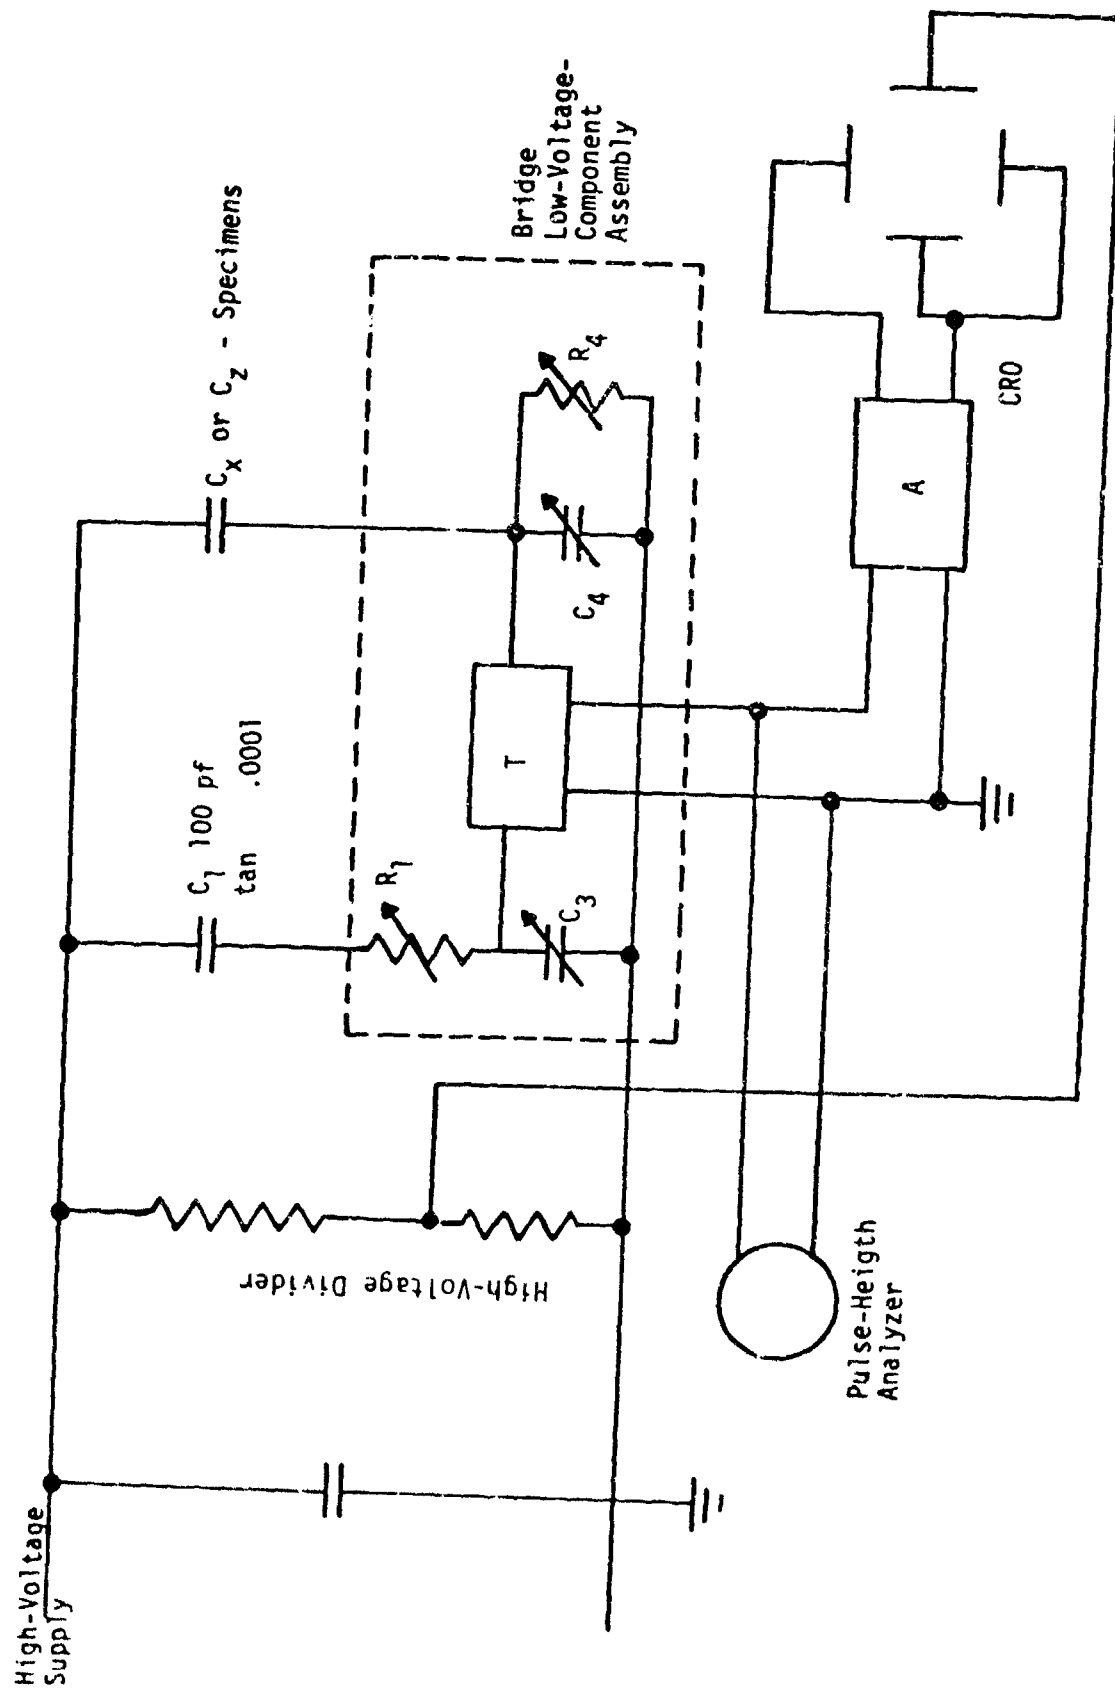 High-Voltage
Supply
High-Voltage Divider
C1 100 pf
tan .0001
Cx or Cz - Specimens
Bridge
Low-Voltage-
Component
Assembly
R1
C3
T
C4
R4
Pulse-Heigth
Analyzer
A
CRO